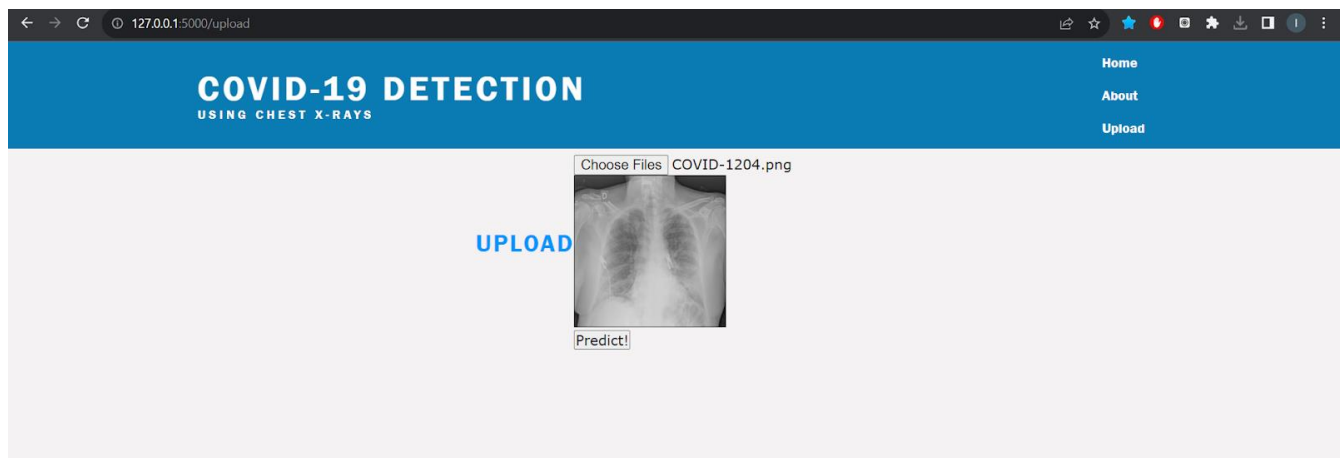 127.0.0.1:5000/upload
I
COVID-19 DETECTION
USING CHEST X-RAYS
Home
About
Upload
Choose Files COVID-1204.png
UPLOAD
Predict!